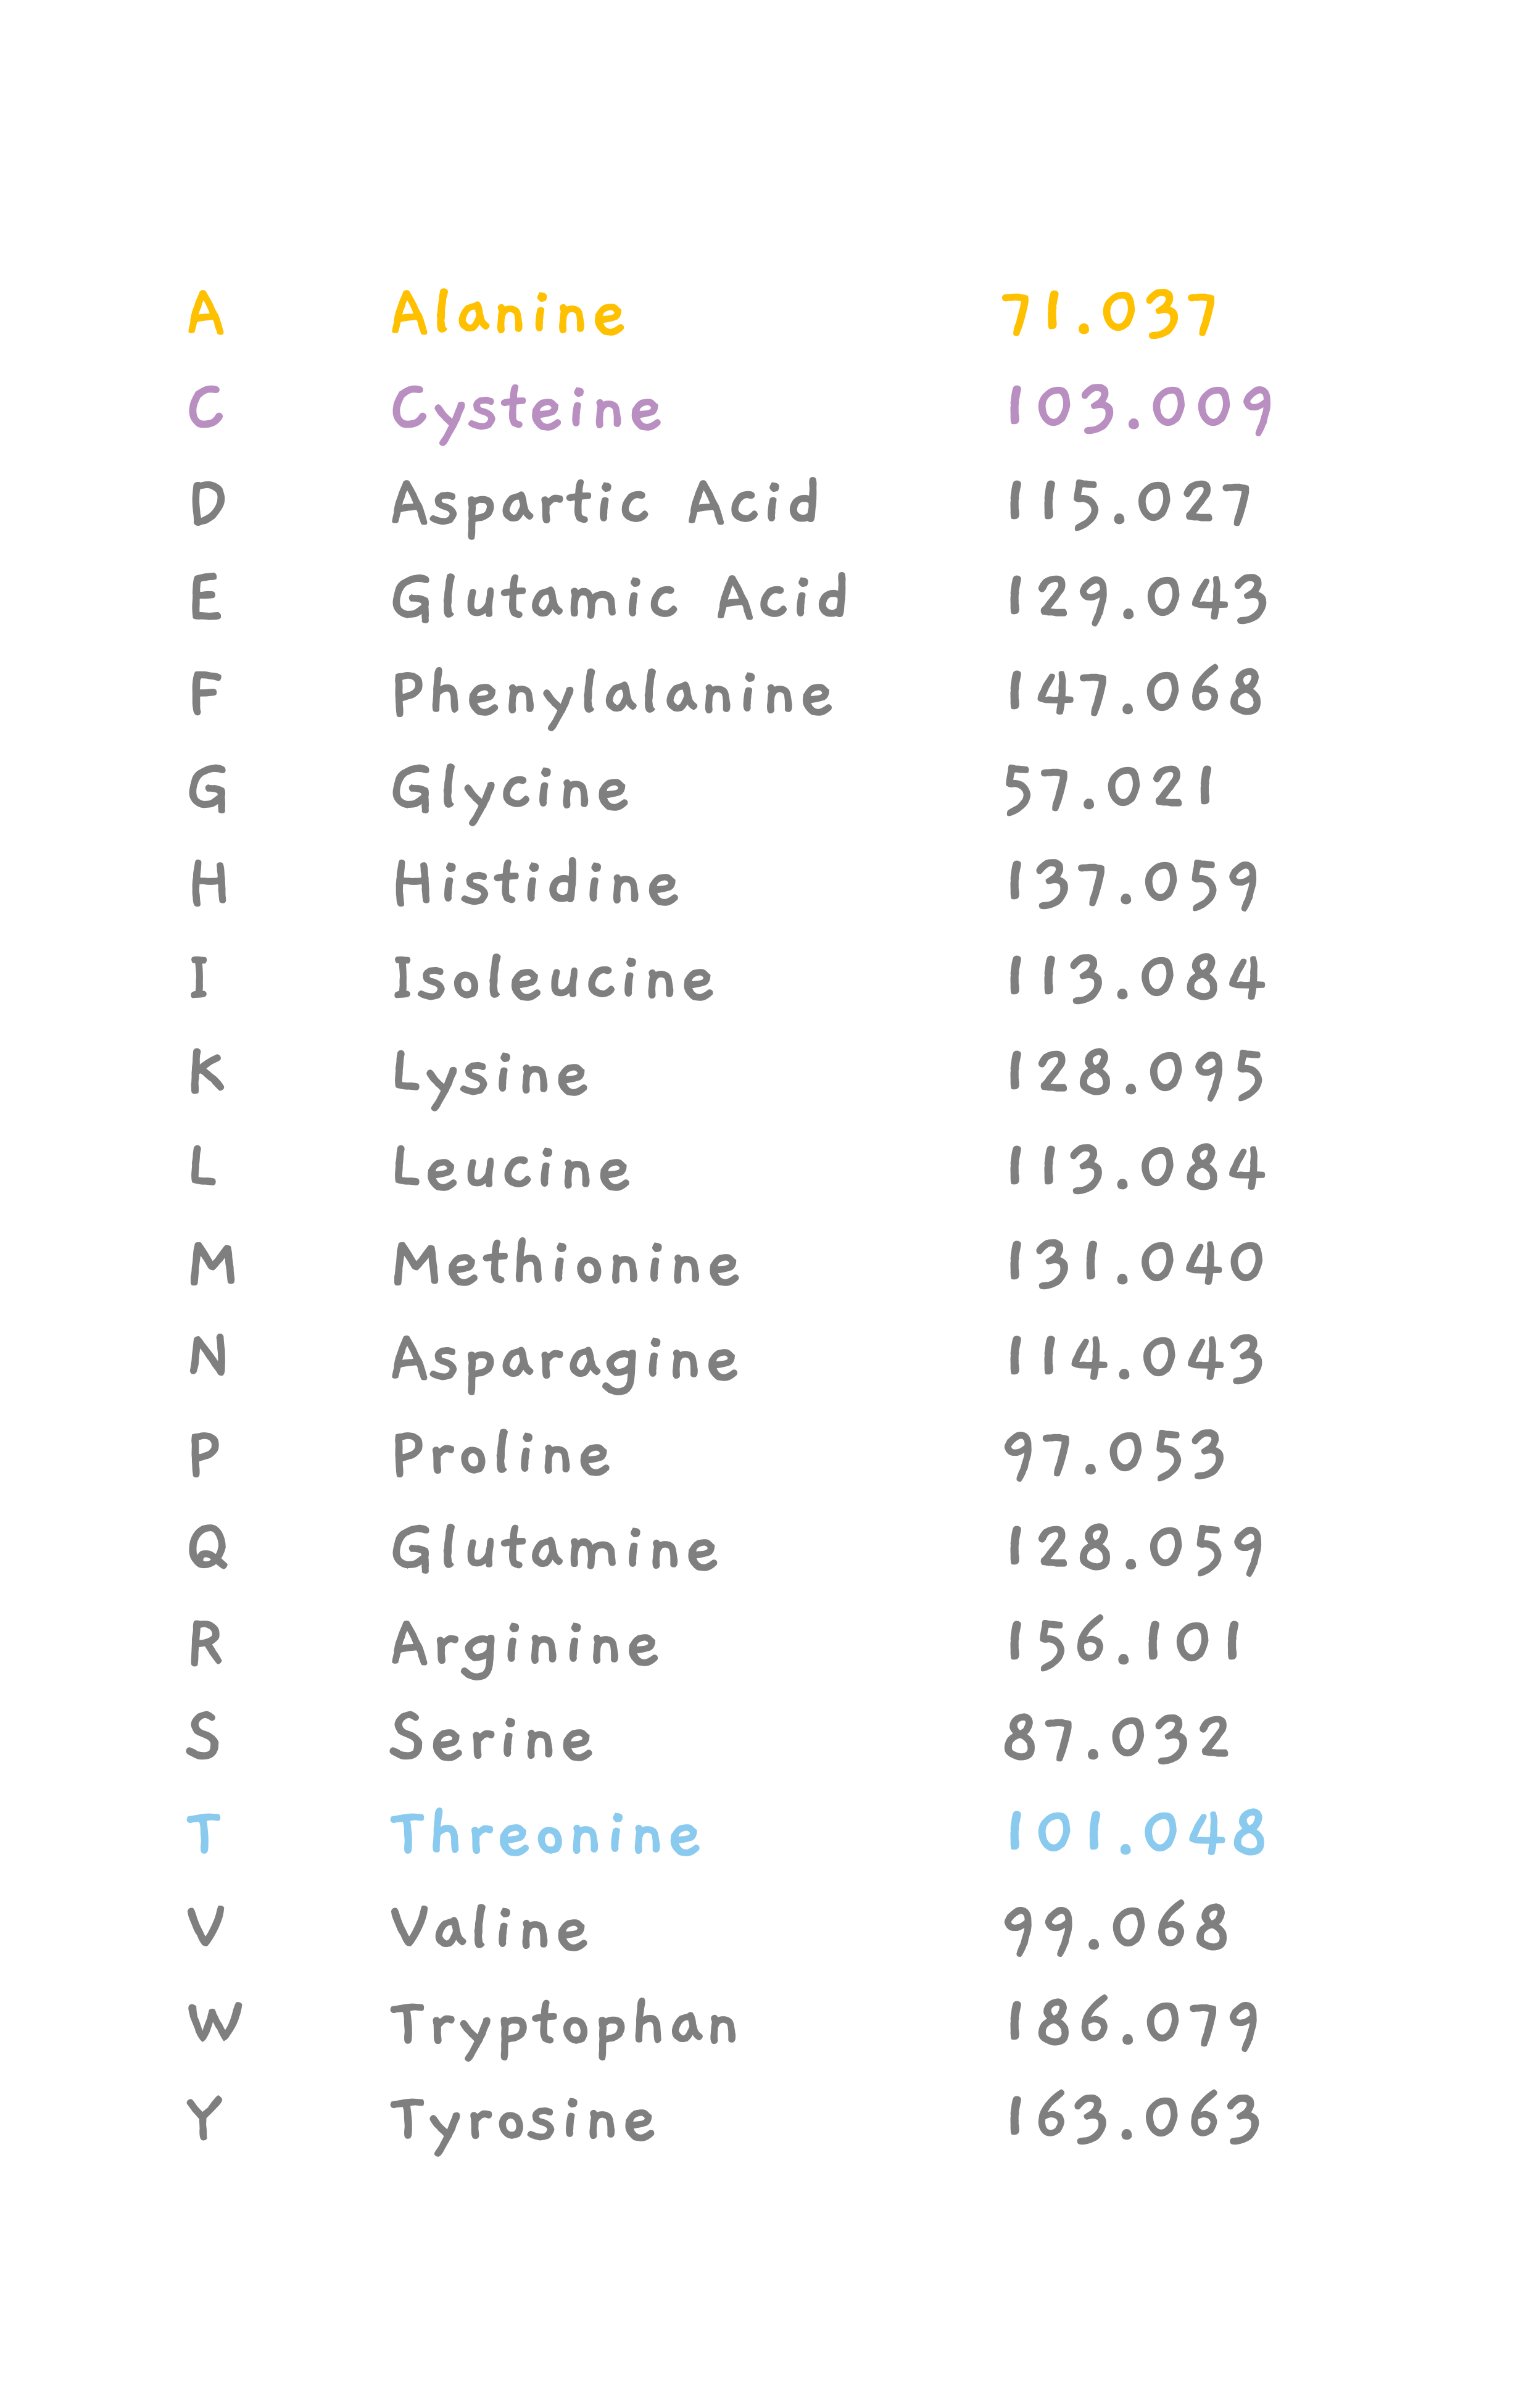 A Alanine 71.037
C Cysteine 103.009
D Aspartic Acid 115.027
E Glutamic Acid 129.043
F Phenylalanine 147.068
G Glycine 57.021
H Histidine 137.059
I Isoleucine 113.084
K Lysine 128.095
L Leucine 113.084
M Methionine 131.040
N Asparagine 114.043
P Proline 97.053
Q Glutamine 128.059
R Arginine 156.101
S Serine 87.032
T Threonine 101.048
V Valine 99.068
W Tryptophan 186.079
Y Tyrosine 163.063